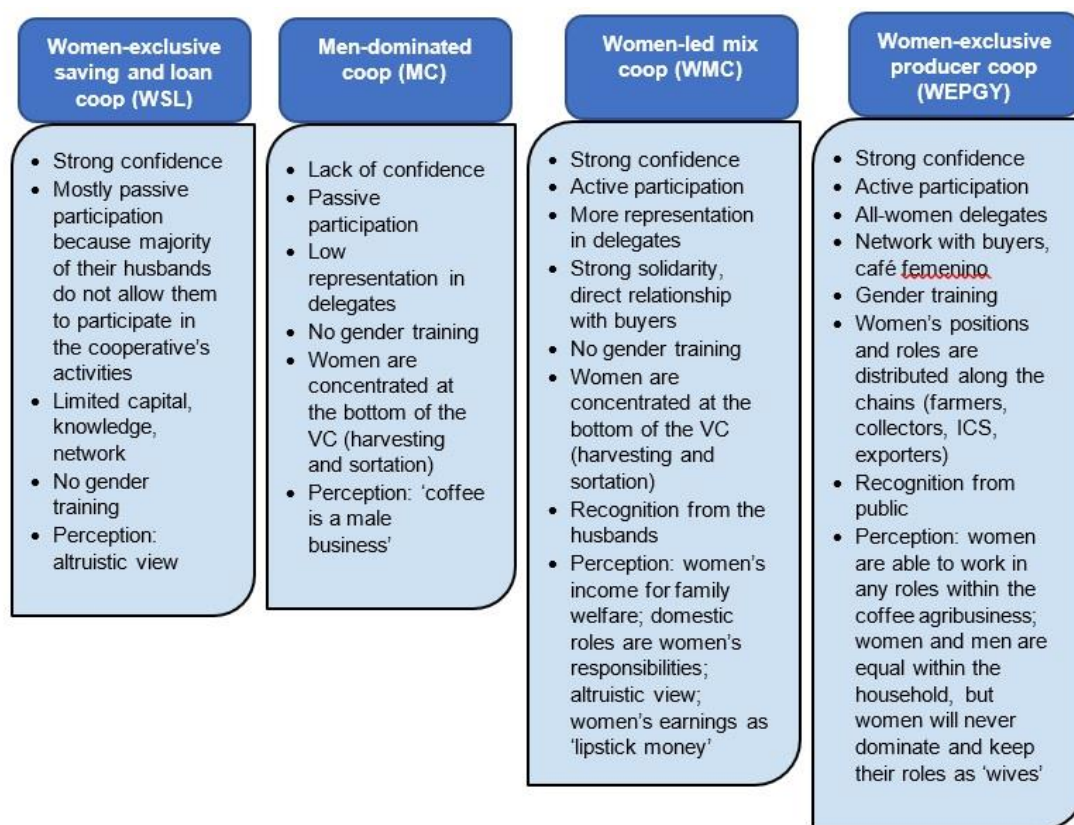 Women-exclusive
saving and loan
coop (WSL)
• Strong confidence
• Mostly passive
participation
because majority
of their husbands
do not allow them
to participate in
the cooperative’s
activities
• Limited capital,
knowledge,
network
• No gender
training
• Perception:
altruistic view
Men-dominated
coop (MC)
• Lack of confidence
• Passive
participation
• Low
representation in
delegates
• No gender training
• Women are
concentrated at
the bottom of the
VC (harvesting
and sortation)
• Perception: ‘coffee
is a male
business’
Women-led mix
coop (WMC)
• Strong confidence
• Active participation
• More representation
in delegates
• Strong solidarity,
direct relationship
with buyers
• No gender training
• Women are
concentrated at the
bottom of the VC
(harvesting and
sortation)
• Recognition from the
husbands
• Perception: women’s
income for family
welfare; domestic
roles are women’s
responsibilities;
altruistic view;
women’s earnings as
‘lipstick money’
Women-exclusive
producer coop
(WEPGY)
• Strong confidence
• Active participation
• All-women delegates
• Network with buyers,
café femenino
• Gender training
• Women’s positions
and roles are
distributed along the
chains (farmers,
collectors, ICS,
exporters)
• Recognition from
public
• Perception: women
are able to work in
any roles within the
coffee agribusiness;
women and men are
equal within the
household, but
women will never
dominate and keep
their roles as ‘wives’